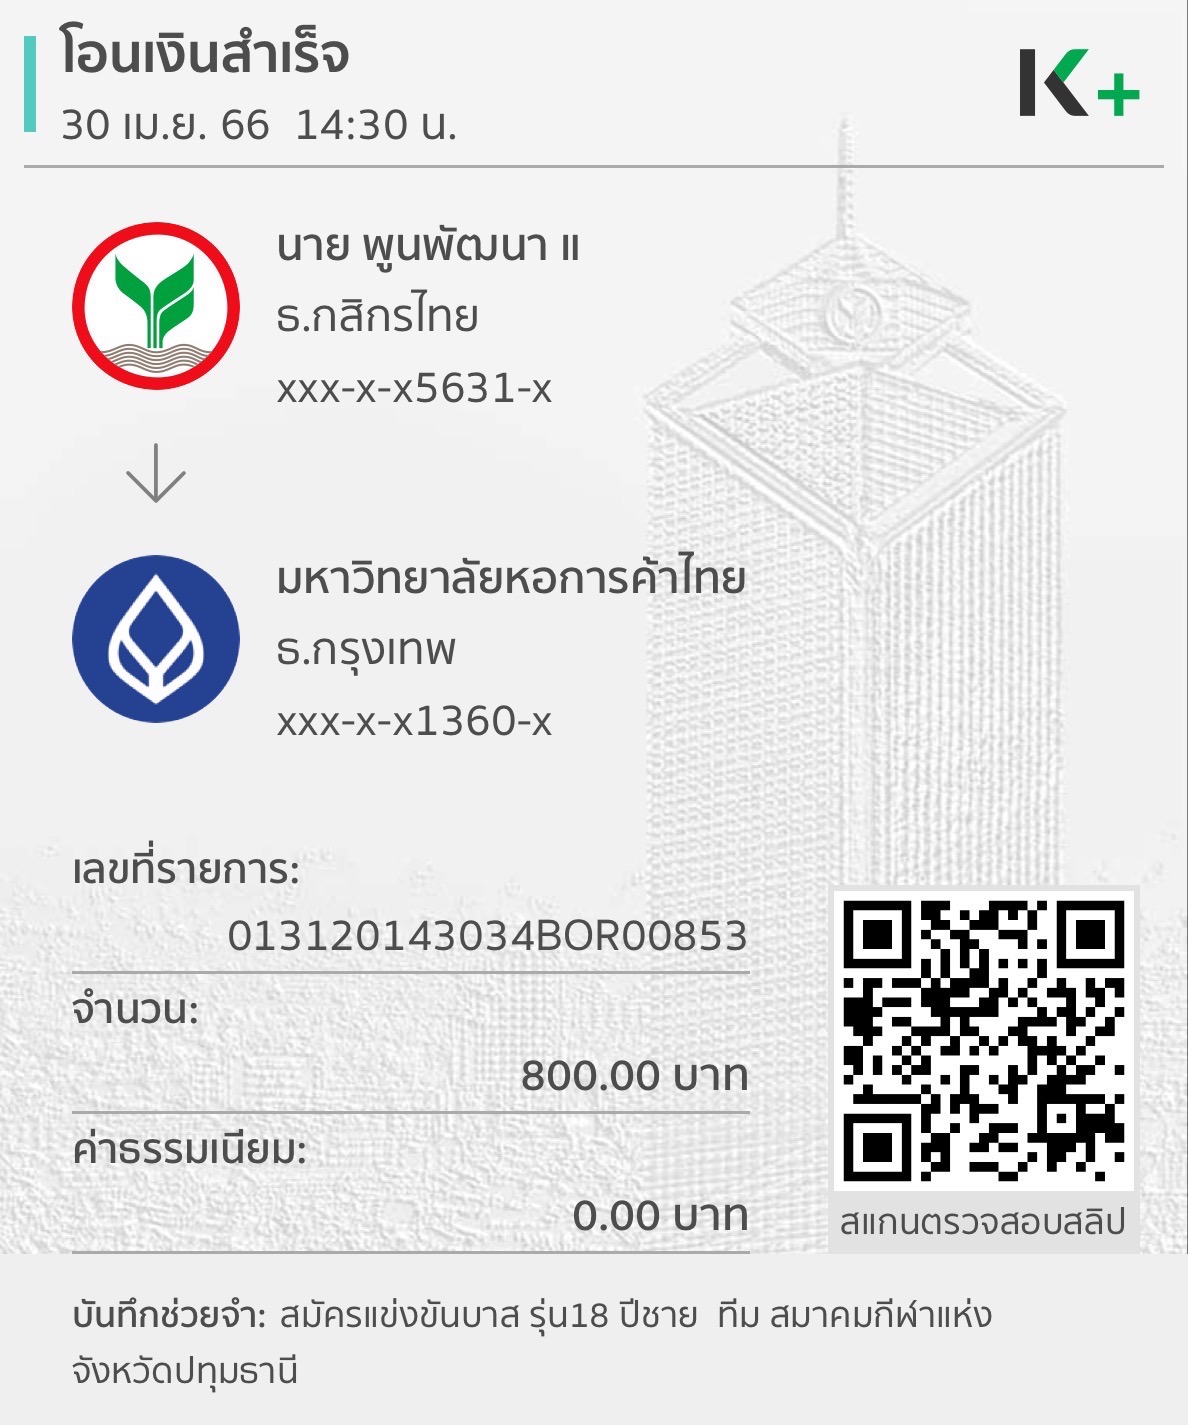 โอนเงินสำเร็จ
30 เม.ย. 66 14:30 น.
K+
นาย พูนพัฒนา แ
ธ.กสิกรไทย
xxx-x-x5631-x
มหาวิทยาลัยหอการค้าไทย
ธ.กรุงเทพ
xxx-x-x1360-x
เลขที่รายการ:
013120143034BOR00853
จำนวน:
800.00 บาท
ค่าธรรมเนียม:
0.00 บาท
สแกนตรวจสอบสลิป
บันทึกช่วยจำ: สมัครแข่งขันบาส รุ่น18 ปีชาย ทีม สมาคมกีฬาแห่ง
จังหวัดปทุมธานี